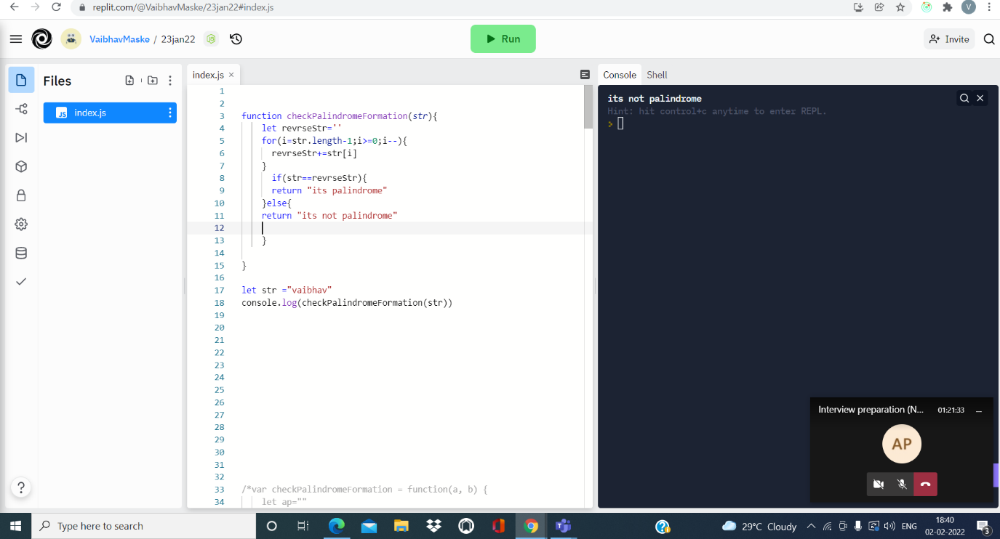 replit.com/@VaibhavMaske/23jan22#index.js
V
VaibhavMaske / 23jan22
Run
Invite
Files
index.js
JS index.js
Console
Shell
1
2
3 function checkPalindromeFormation(str){
4 let revrseStr=''
5 for(i=str.length-1;i>=0;i--){
6 revrseStr+=str[i]
7 }
8 if(str==revrseStr){
9 return "its palindrome"
10 }else{
11 return "its not palindrome"
12
13 }
14
15 }
16
17 let str ="vaibhav"
18 console.log(checkPalindromeFormation(str))
19
20
21
22
23
24
25
26
27
28
29
30
31
32
33 /*var checkPalindromeFormation = function(a, b) {
34 let ap=""
its not palindrome
Hint: hit control+c anytime to enter REPL.
>
Interview preparation (N... 01:21:33
AP
?
Type here to search
29°C Cloudy
ENG
18:40
02-02-2022
3